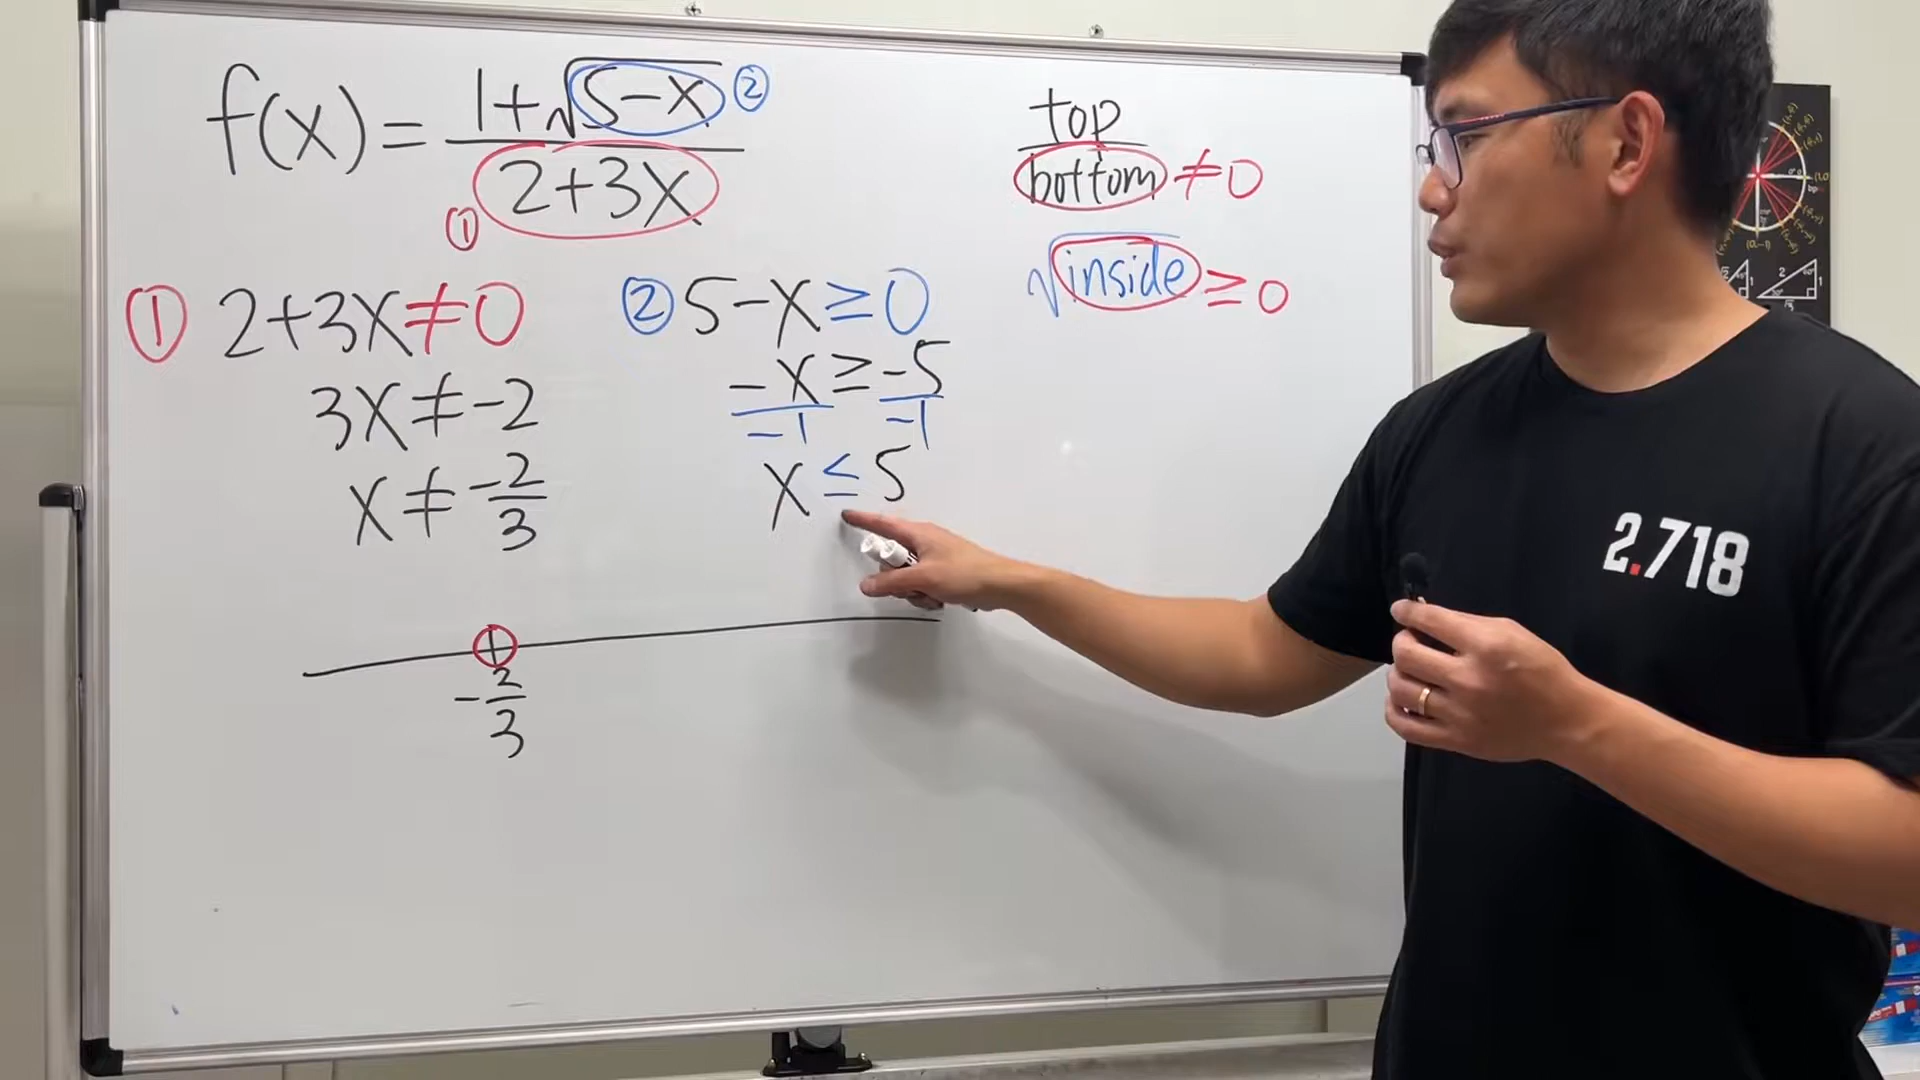 f(x) = (1+√(5-x))/(2+3x)
②
①
top
bottom ≠ 0
√inside ≥ 0
① 2+3x ≠ 0
3x ≠ -2
x ≠ -2/3
② 5-x ≥ 0
-x ≥ -5
-1 -1
x ≤ 5
-2/3
2.718